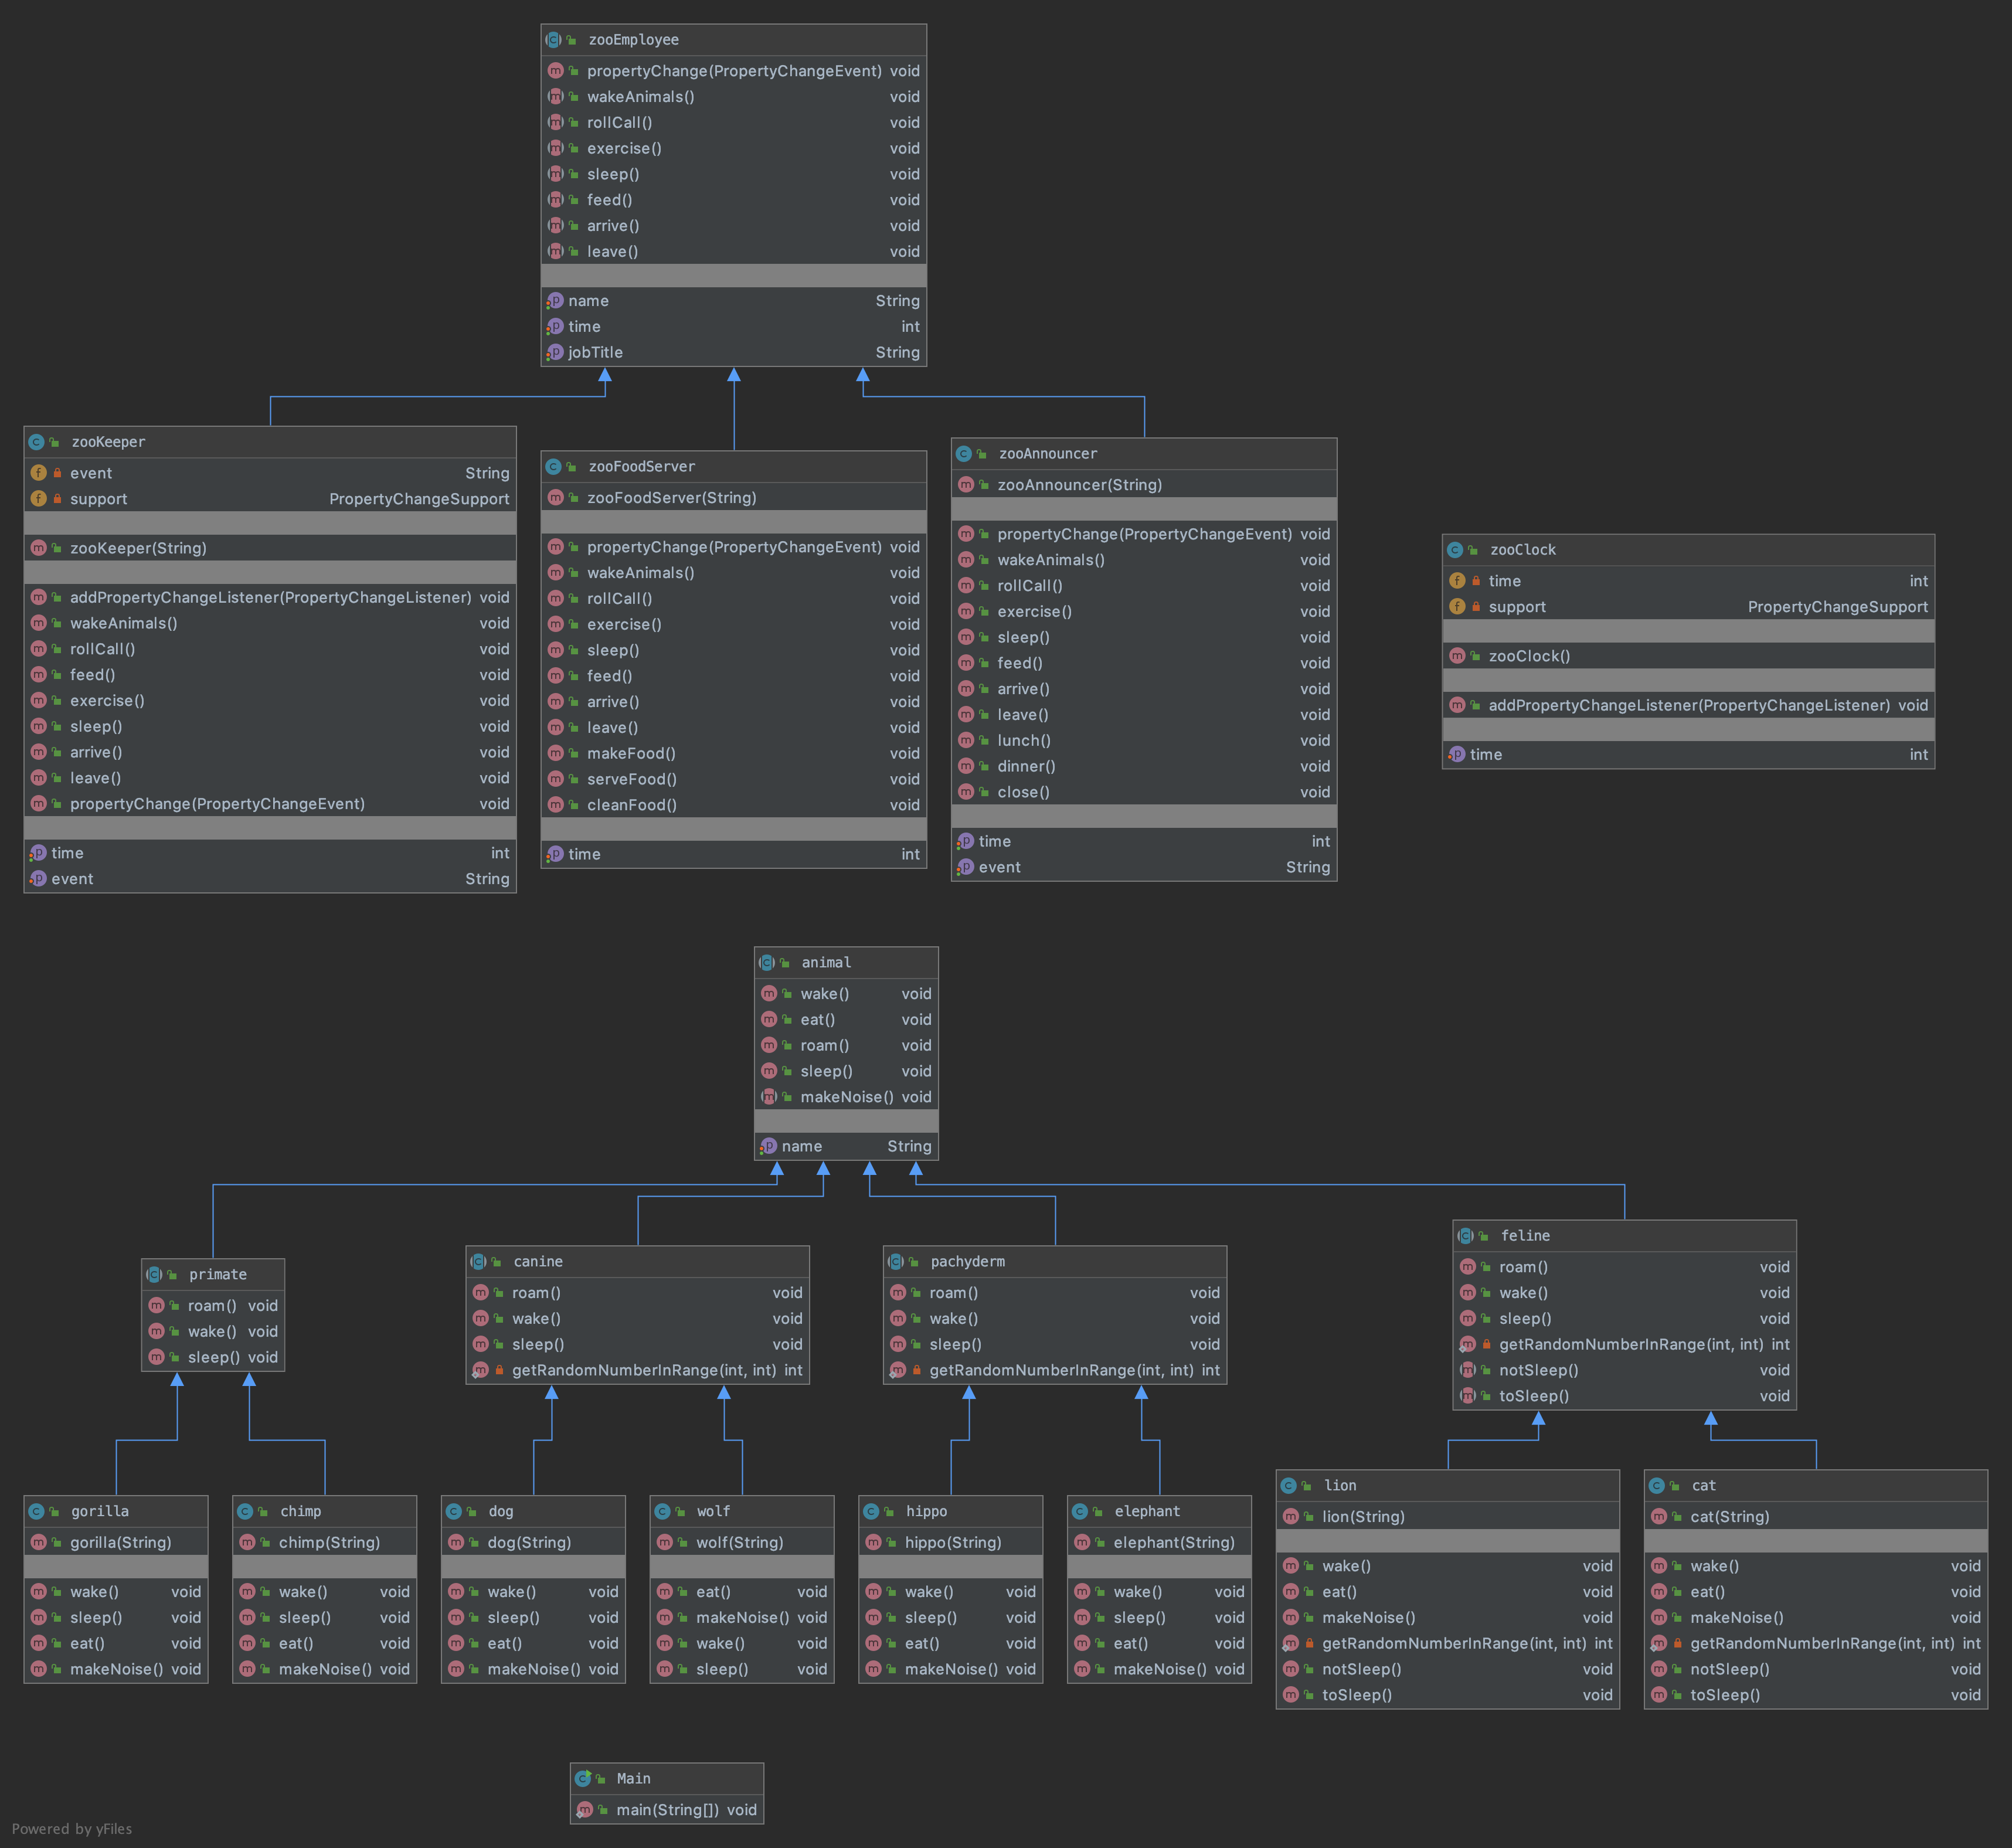 zooEmployee
propertyChange(PropertyChangeEvent) void
wakeAnimals() void
rollCall() void
exercise() void
sleep() void
feed() void
arrive() void
leave() void
name String
time int
jobTitle String
zooKeeper
event String
support PropertyChangeSupport
zooKeeper(String)
addPropertyChangeListener(PropertyChangeListener) void
wakeAnimals() void
rollCall() void
feed() void
exercise() void
sleep() void
arrive() void
leave() void
propertyChange(PropertyChangeEvent) void
time int
event String
zooFoodServer
zooFoodServer(String)
propertyChange(PropertyChangeEvent) void
wakeAnimals() void
rollCall() void
exercise() void
sleep() void
feed() void
arrive() void
leave() void
makeFood() void
serveFood() void
cleanFood() void
time int
zooAnnouncer
zooAnnouncer(String)
propertyChange(PropertyChangeEvent) void
wakeAnimals() void
rollCall() void
exercise() void
sleep() void
feed() void
arrive() void
leave() void
lunch() void
dinner() void
close() void
time int
event String
zooClock
time int
support PropertyChangeSupport
zooClock()
addPropertyChangeListener(PropertyChangeListener) void
time int
animal
wake() void
eat() void
roam() void
sleep() void
makeNoise() void
name String
primate
roam() void
wake() void
sleep() void
canine
roam() void
wake() void
sleep() void
getRandomNumberInRange(int, int) int
pachyderm
roam() void
wake() void
sleep() void
getRandomNumberInRange(int, int) int
feline
roam() void
wake() void
sleep() void
getRandomNumberInRange(int, int) int
notSleep() void
toSleep() void
gorilla
gorilla(String)
wake() void
sleep() void
eat() void
makeNoise() void
chimp
chimp(String)
wake() void
sleep() void
eat() void
makeNoise() void
dog
dog(String)
wake() void
sleep() void
eat() void
makeNoise() void
wolf
wolf(String)
eat() void
makeNoise() void
wake() void
sleep() void
hippo
hippo(String)
wake() void
sleep() void
eat() void
makeNoise() void
elephant
elephant(String)
wake() void
sleep() void
eat() void
makeNoise() void
lion
lion(String)
wake() void
eat() void
makeNoise() void
getRandomNumberInRange(int, int) int
notSleep() void
toSleep() void
cat
cat(String)
wake() void
eat() void
makeNoise() void
getRandomNumberInRange(int, int) int
notSleep() void
toSleep() void
Main
main(String[]) void
Powered by yFiles